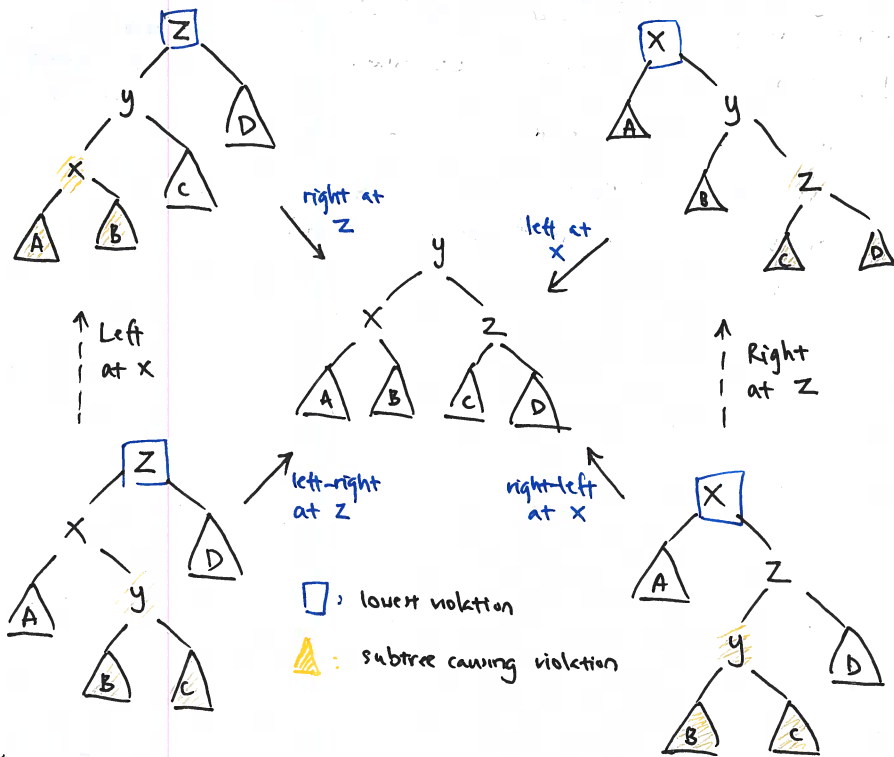 Z
y
D
x
C
A
B
right at
Z
X
A
y
B
Z
C
D
left at
X
y
X
Z
A
B
C
D
Left
at X
Right
at Z
Z
X
D
A
y
B
C
left-right
at Z
right-left
at X
X
A
Z
y
D
B
C
: lowest violation
: subtree causing violation